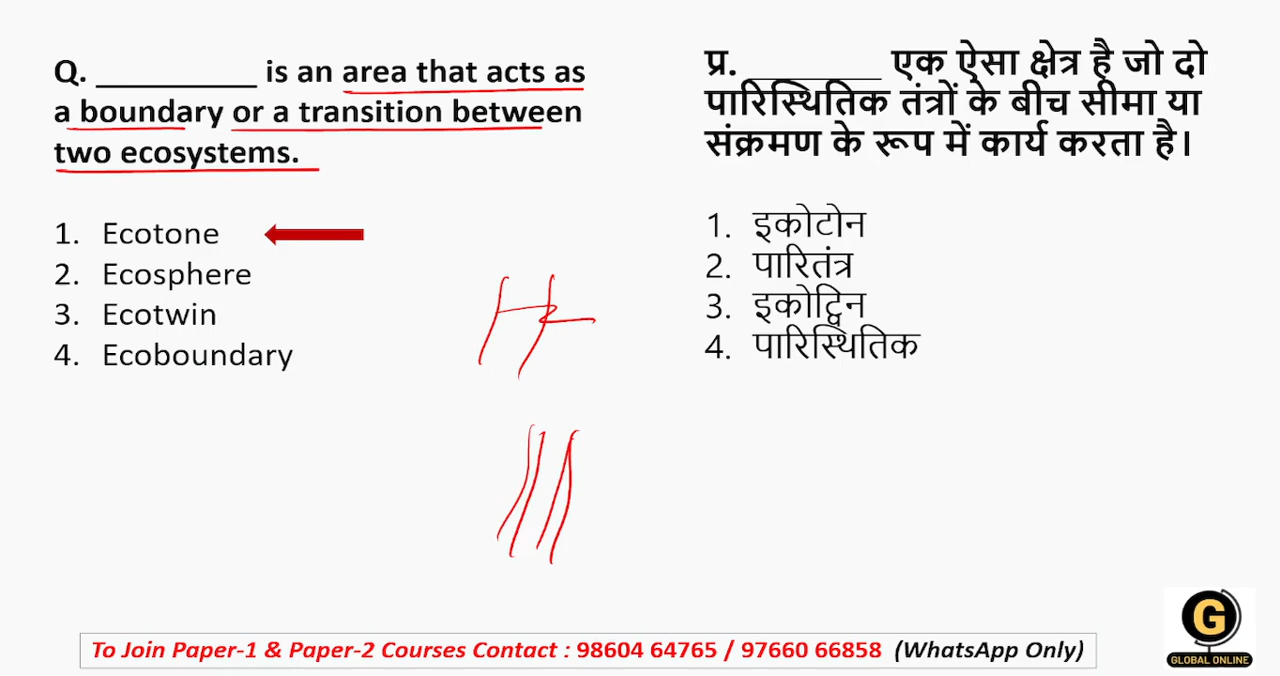 Q. __________ is an area that acts as
a boundary or a transition between
two ecosystems.
1. Ecotone
2. Ecosphere
3. Ecotwin
4. Ecoboundary
प्र. ________ एक ऐसा क्षेत्र है जो दो
पारिस्थितिक तंत्रों के बीच सीमा या
संक्रमण के रूप में कार्य करता है।
1. इकोटोन
2. पारितंत्र
3. इकोट्विन
4. पारिस्थितिक
To Join Paper-1 & Paper-2 Courses Contact : 98604 64765 / 97660 66858 (WhatsApp Only)
G
GLOBAL ONLINE